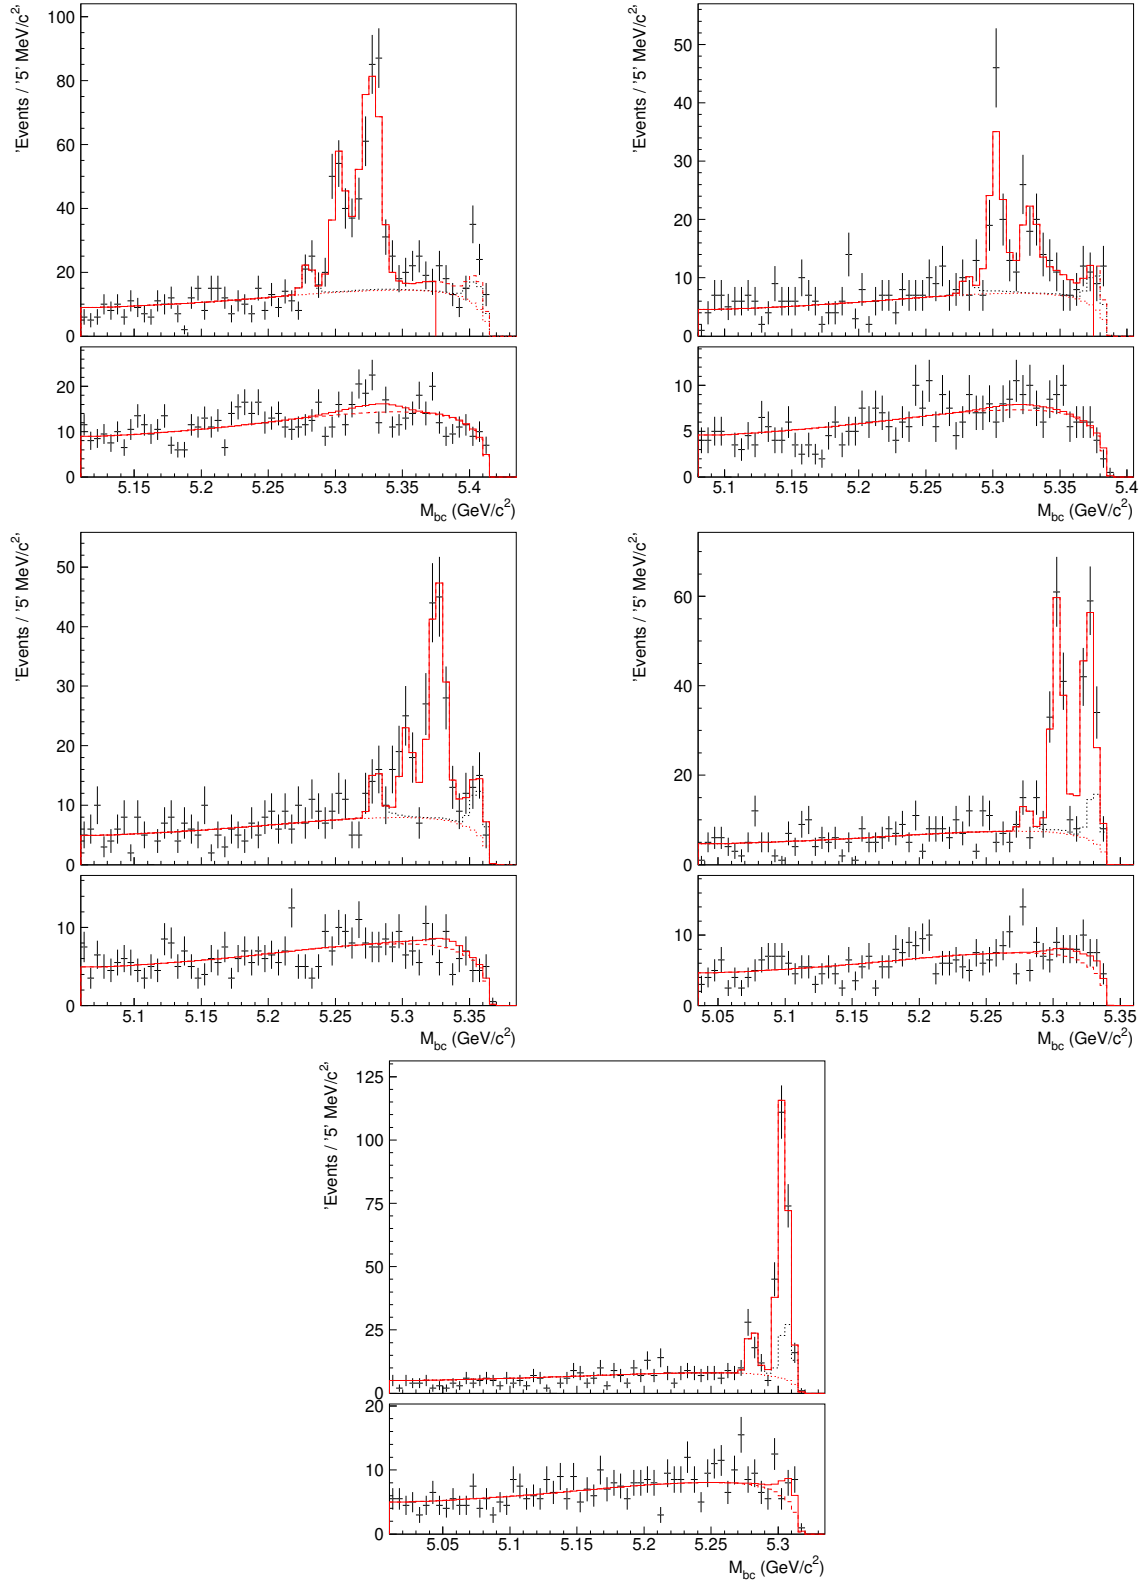 'Events / '5' MeV/c²'
100
80
60
40
20
0
20
10
0
5.15 5.2 5.25 5.3 5.35 5.4
M_bc (GeV/c²)
'Events / '5' MeV/c²'
50
40
30
20
10
0
10
5
0
5.1 5.15 5.2 5.25 5.3 5.35 5.4
M_bc (GeV/c²)
'Events / '5' MeV/c²'
50
40
30
20
10
0
10
0
5.1 5.15 5.2 5.25 5.3 5.35
M_bc (GeV/c²)
'Events / '5' MeV/c²'
60
40
20
0
10
0
5.05 5.1 5.15 5.2 5.25 5.3 5.35
M_bc (GeV/c²)
'Events / '5' MeV/c²'
125
100
75
50
25
0
20
10
0
5.05 5.1 5.15 5.2 5.25 5.3
M_bc (GeV/c²)